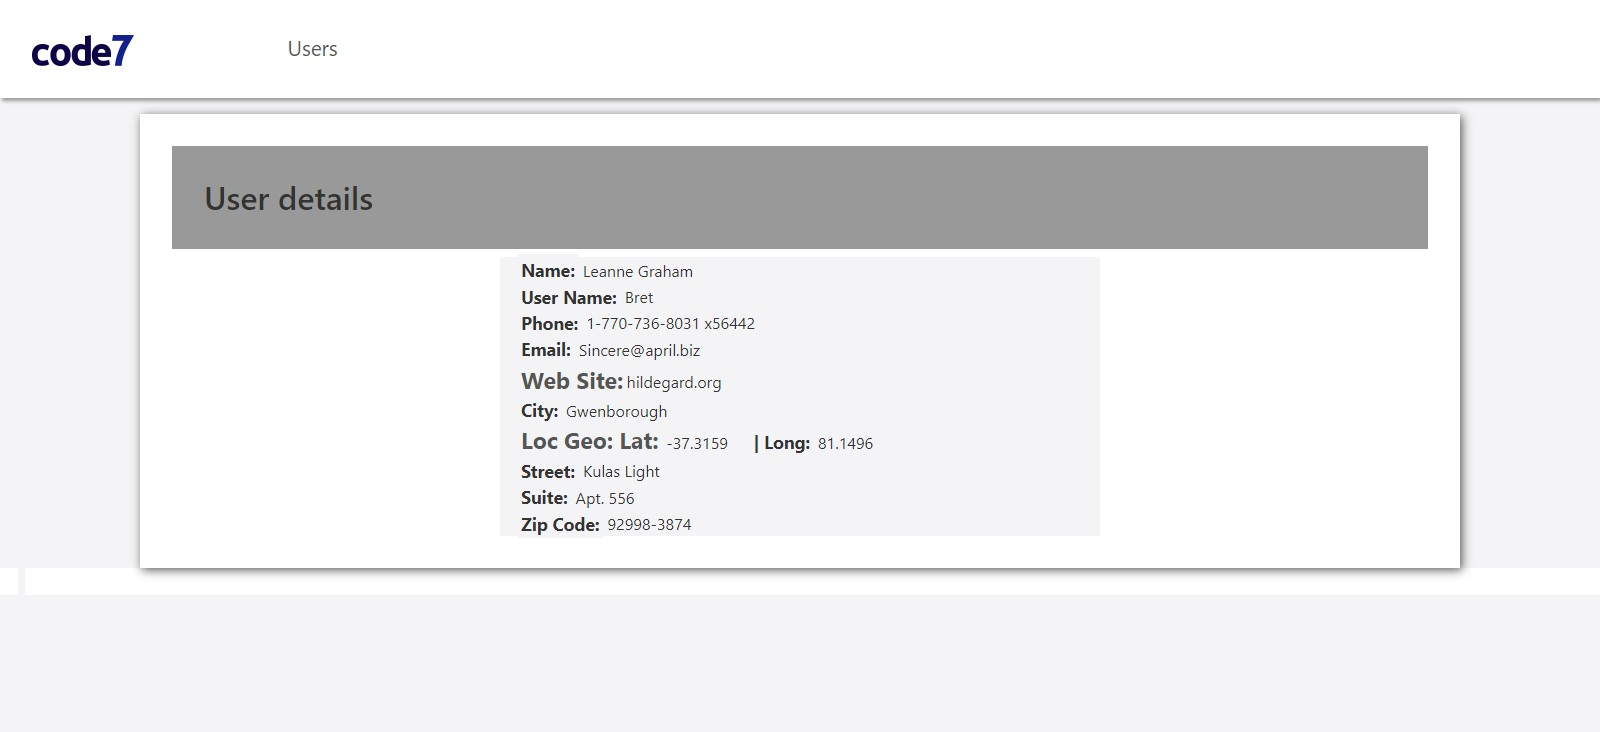 code7
Users
User details
Name: Leanne Graham
User Name: Bret
Phone: 1-770-736-8031 x56442
Email: Sincere@april.biz
Web Site: hildegard.org
City: Gwenborough
Loc Geo: Lat: -37.3159 | Long: 81.1496
Street: Kulas Light
Suite: Apt. 556
Zip Code: 92998-3874